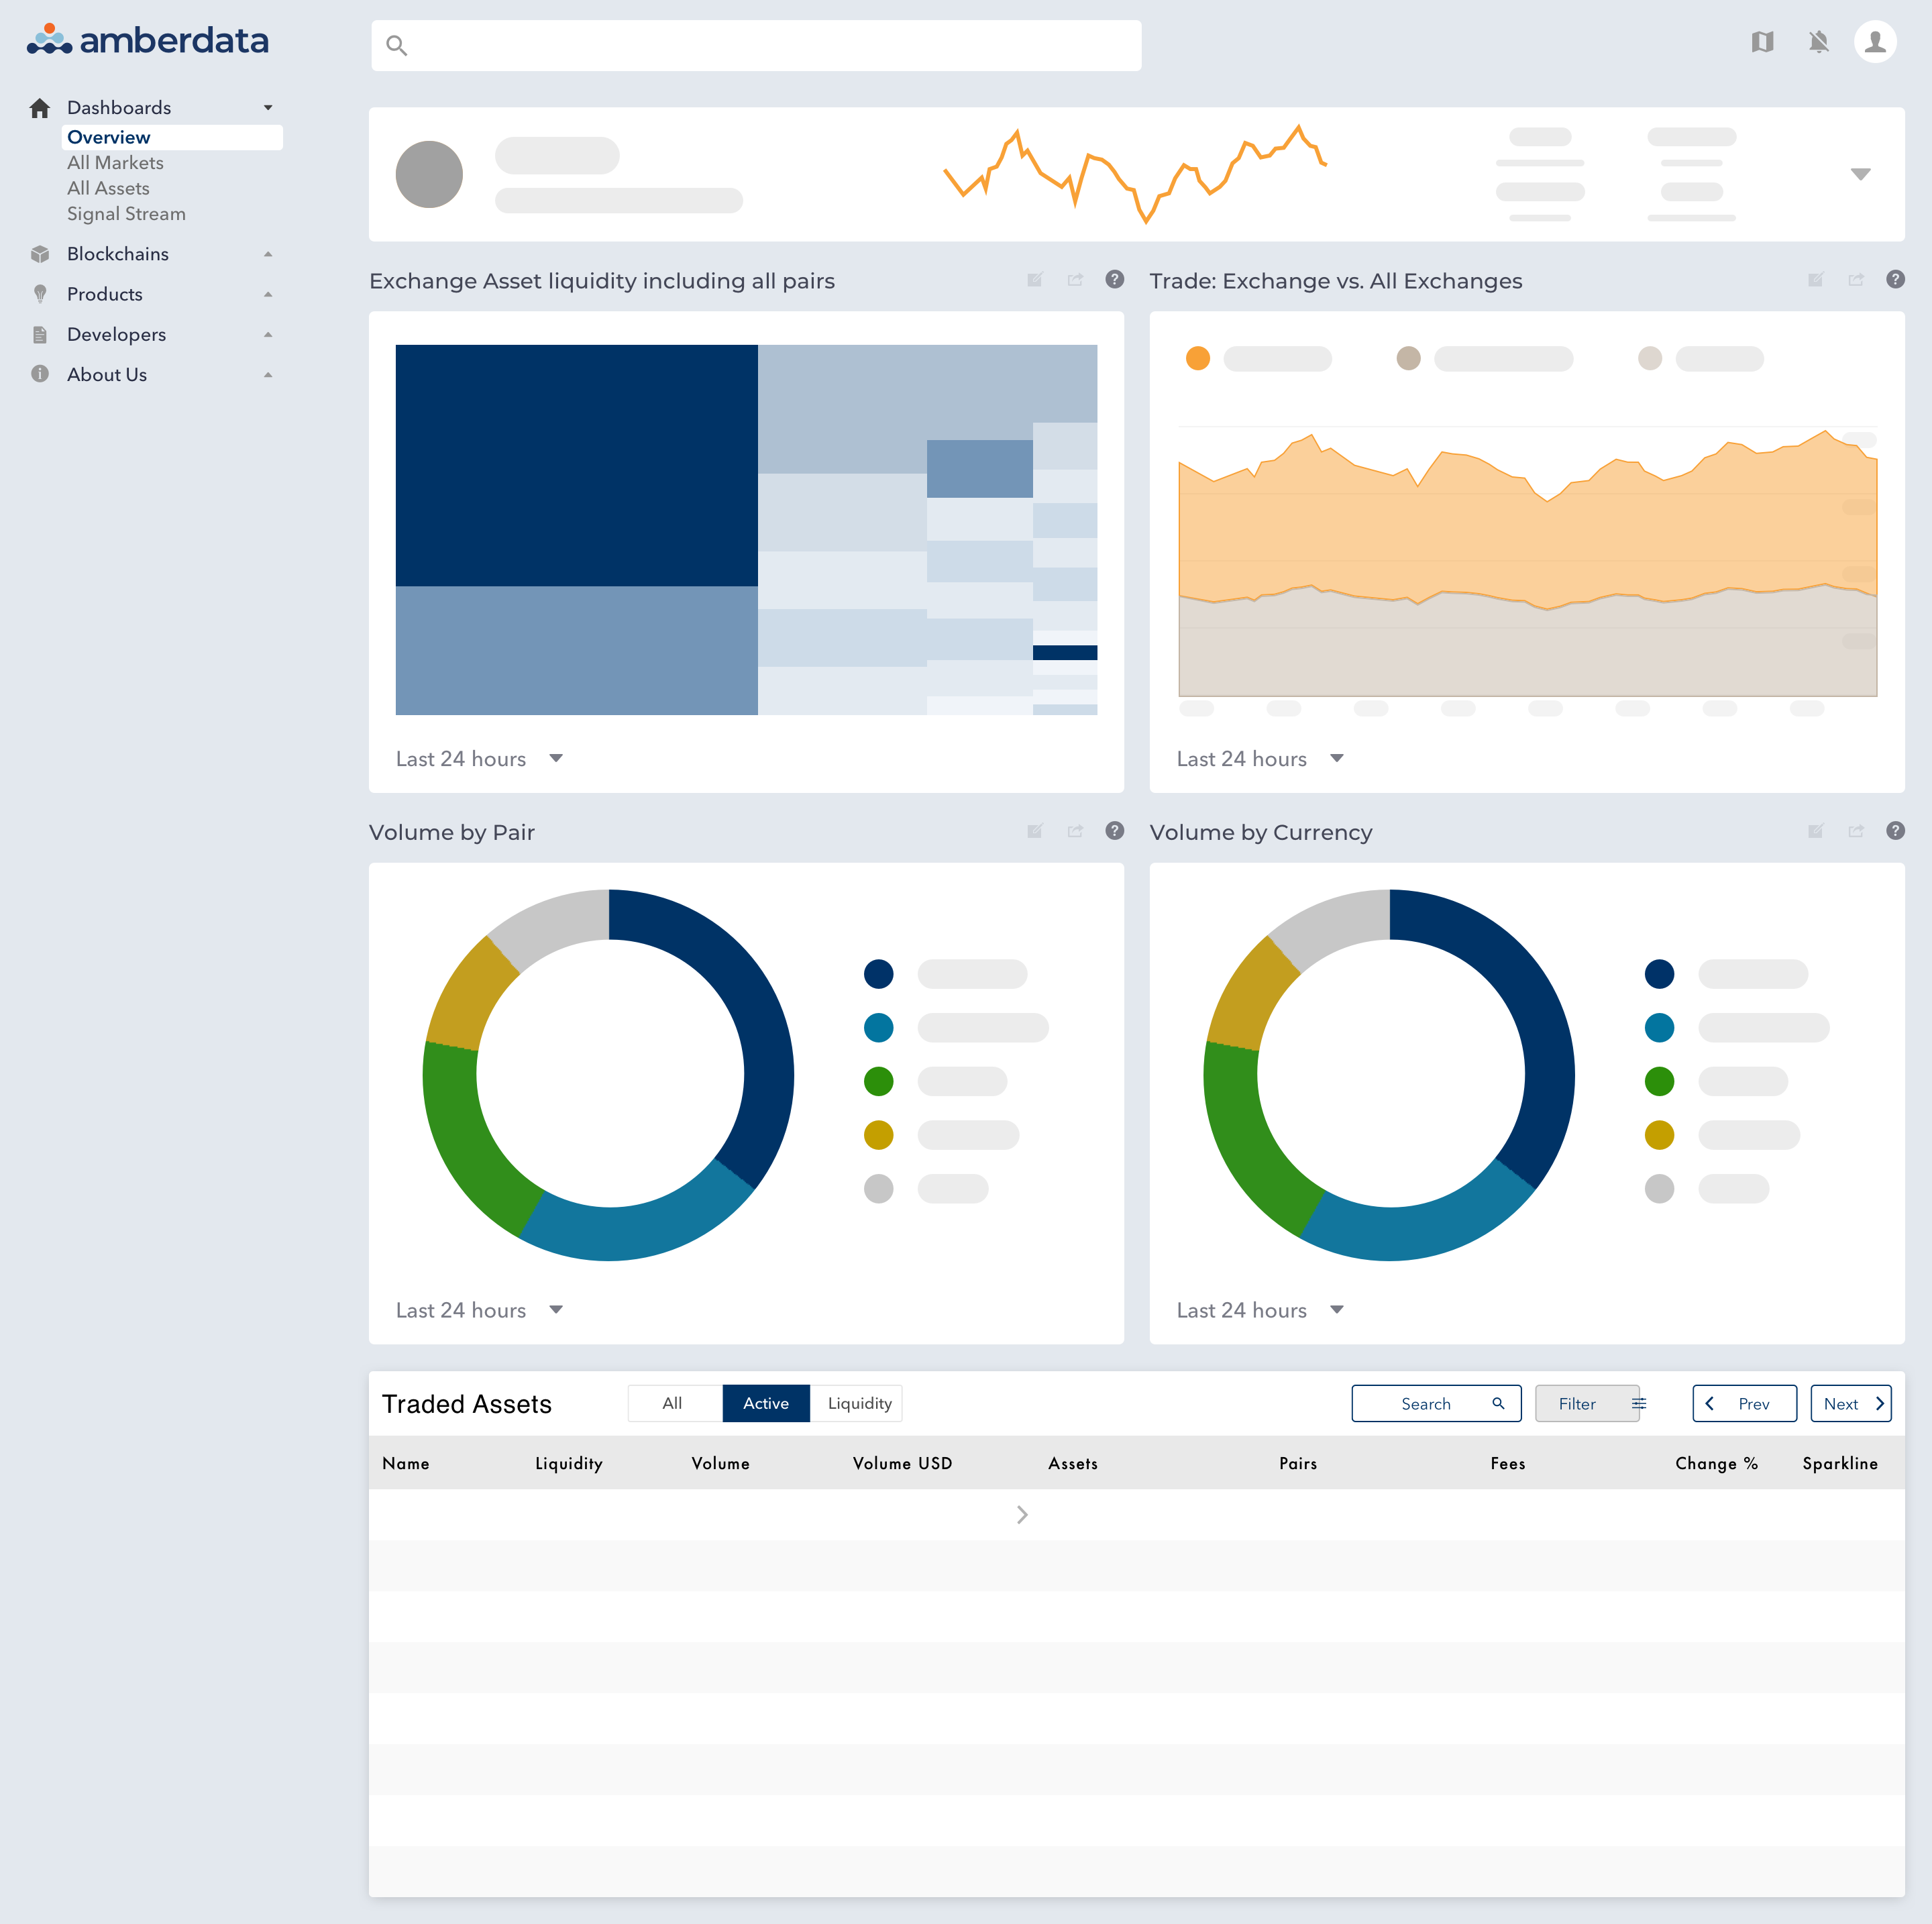 amberdata
Dashboards
Overview
All Markets
All Assets
Signal Stream
Blockchains
Products
Developers
About Us
Exchange Asset liquidity including all pairs
Trade: Exchange vs. All Exchanges
Last 24 hours
Last 24 hours
Volume by Pair
Volume by Currency
Last 24 hours
Last 24 hours
Traded Assets All Active Liquidity Search Filter Prev Next
Name Liquidity Volume Volume USD Assets Pairs Fees Change % Sparkline